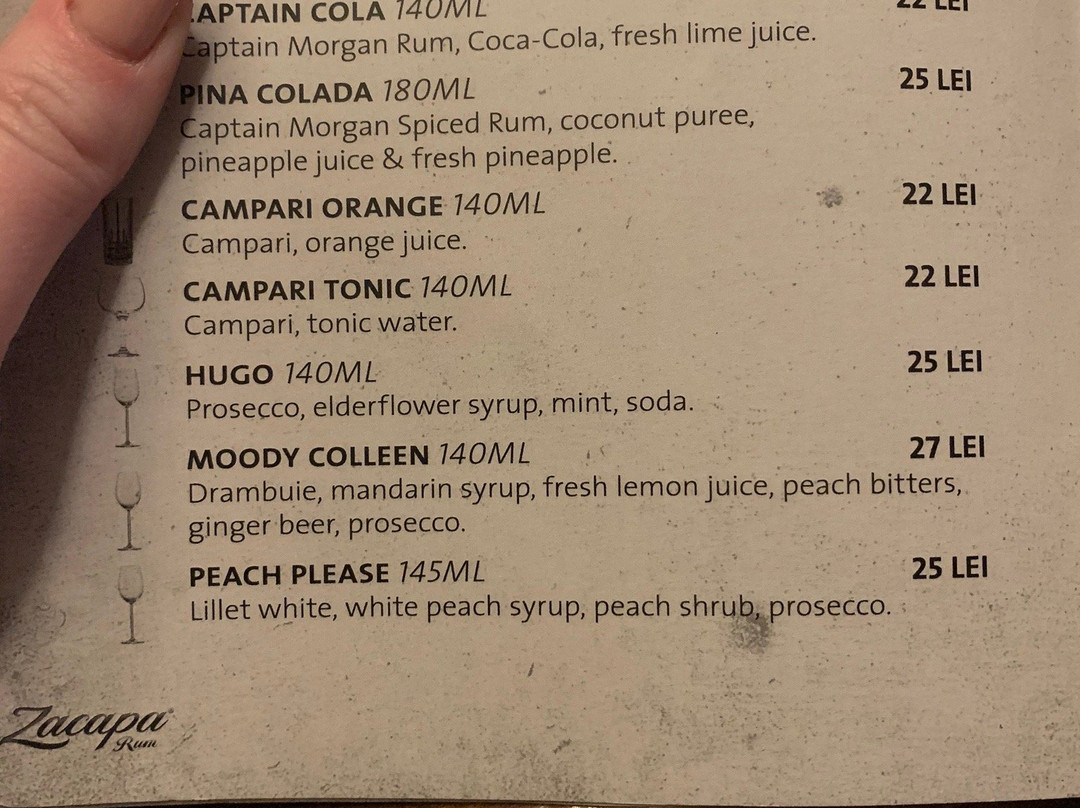 CAPTAIN COLA 140ML 22 LEI
Captain Morgan Rum, Coca-Cola, fresh lime juice.
PINA COLADA 180ML 25 LEI
Captain Morgan Spiced Rum, coconut puree,
pineapple juice & fresh pineapple.
CAMPARI ORANGE 140ML 22 LEI
Campari, orange juice.
CAMPARI TONIC 140ML 22 LEI
Campari, tonic water.
HUGO 140ML 25 LEI
Prosecco, elderflower syrup, mint, soda.
MOODY COLLEEN 140ML 27 LEI
Drambuie, mandarin syrup, fresh lemon juice, peach bitters,
ginger beer, prosecco.
PEACH PLEASE 145ML 25 LEI
Lillet white, white peach syrup, peach shrub, prosecco.
Zacapa
Rum